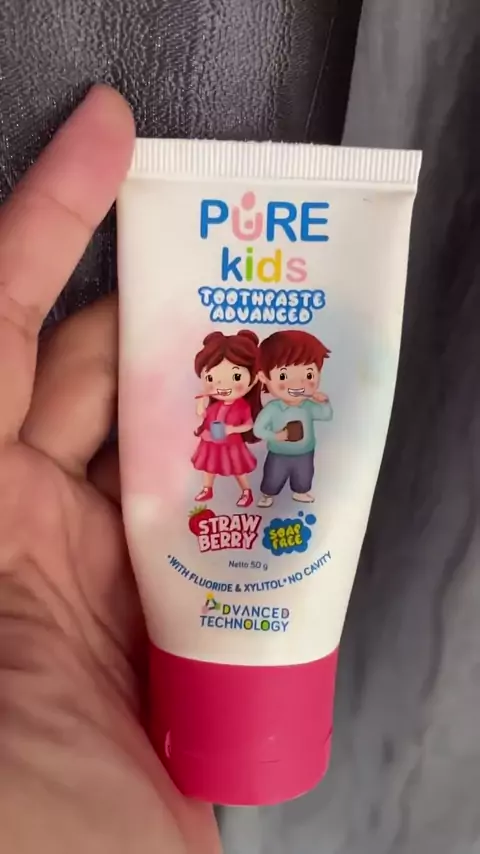 PURE
kids
TOOTHPASTE
ADVANCED
STRAW
BERRY
SOAP
FREE
Netto 50 g
•WITH FLUORIDE & XYLITOL•NO CAVITY
ADVANCED
TECHNOLOGY